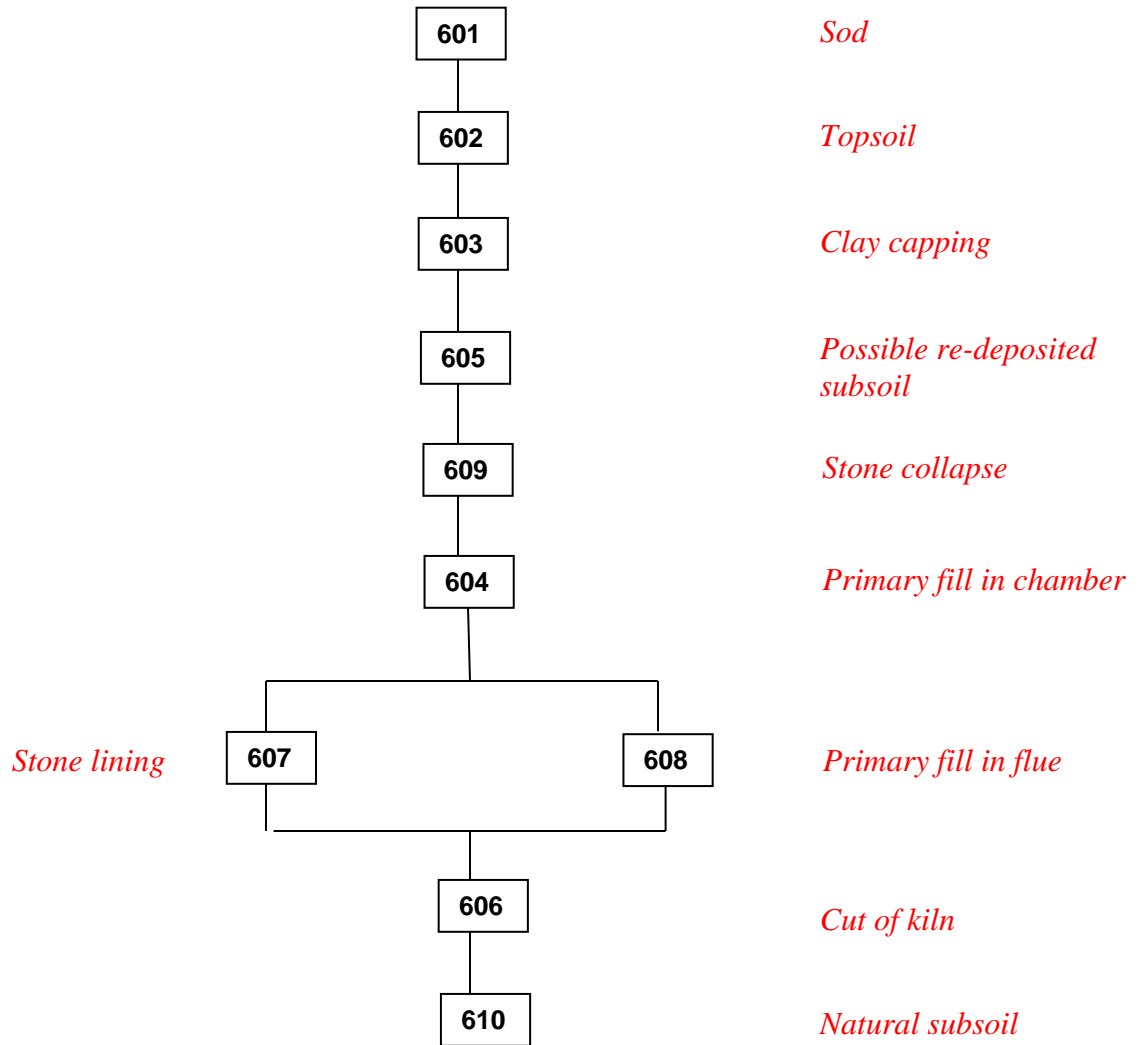 601 Sod
602 Topsoil
603 Clay capping
605 Possible re-deposited
subsoil
609 Stone collapse
604 Primary fill in chamber
Stone lining 607 608 Primary fill in flue
606 Cut of kiln
610 Natural subsoil